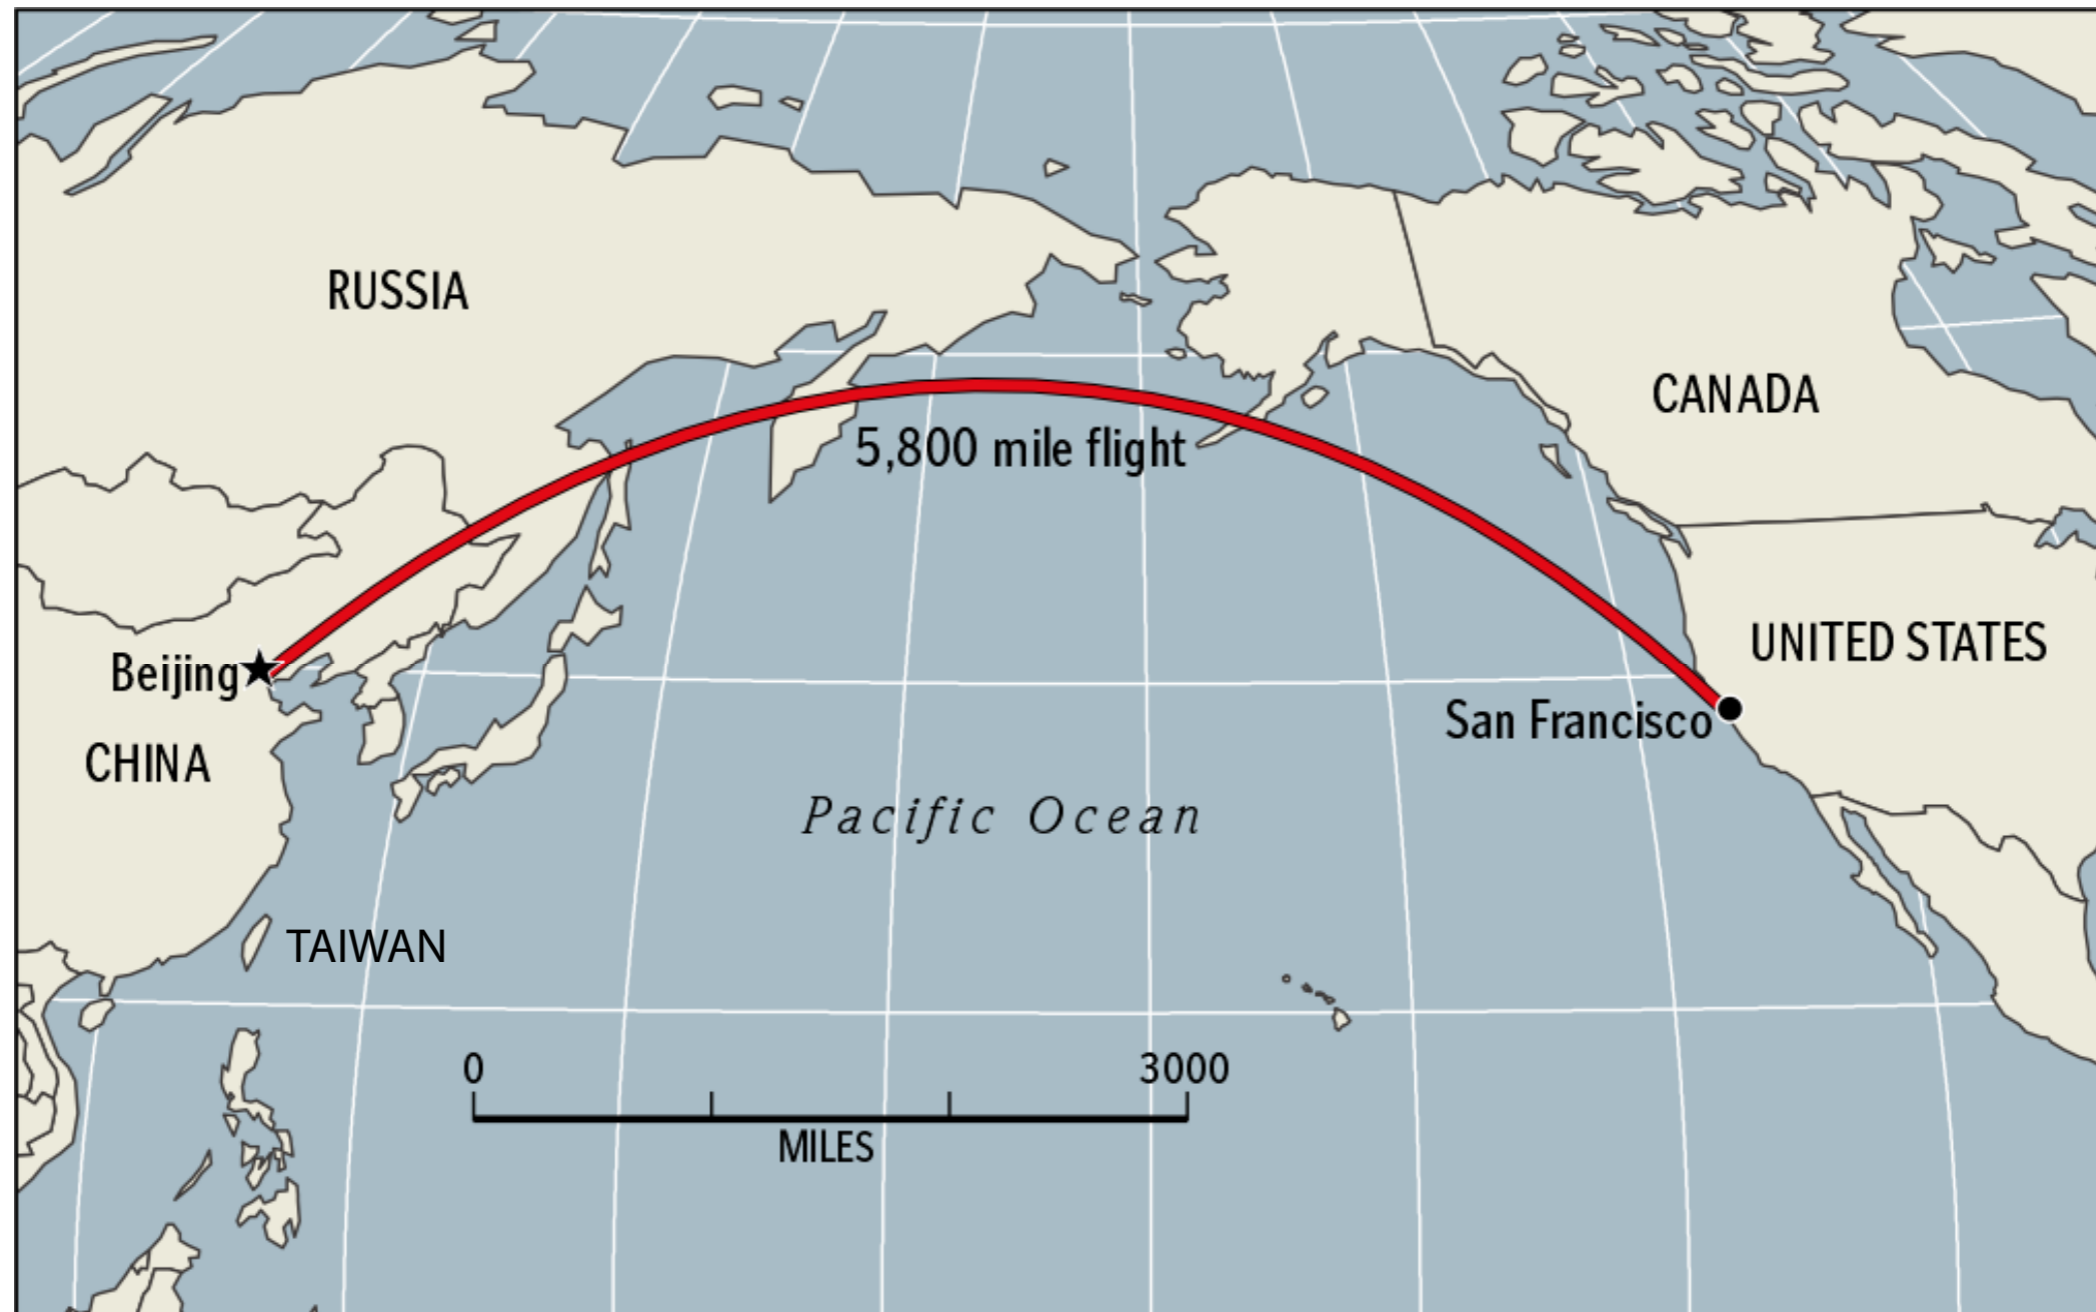 RUSSIA
CANADA
5,800 mile flight
UNITED STATES
Beijing
San Francisco
CHINA
Pacific Ocean
TAIWAN
0 3000
MILES